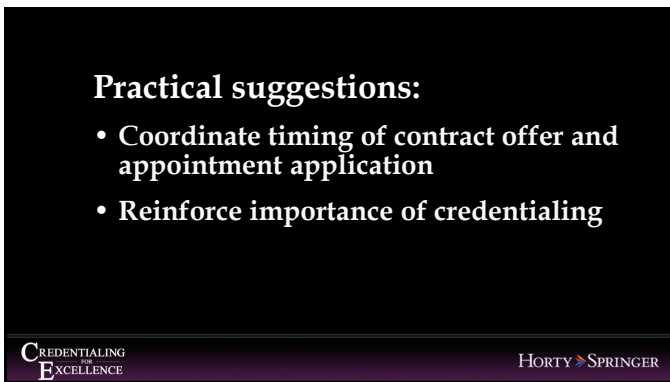 Practical suggestions:
• Coordinate timing of contract offer and
appointment application
• Reinforce importance of credentialing
CREDENTIALING
FOR
EXCELLENCE
HORTY SPRINGER